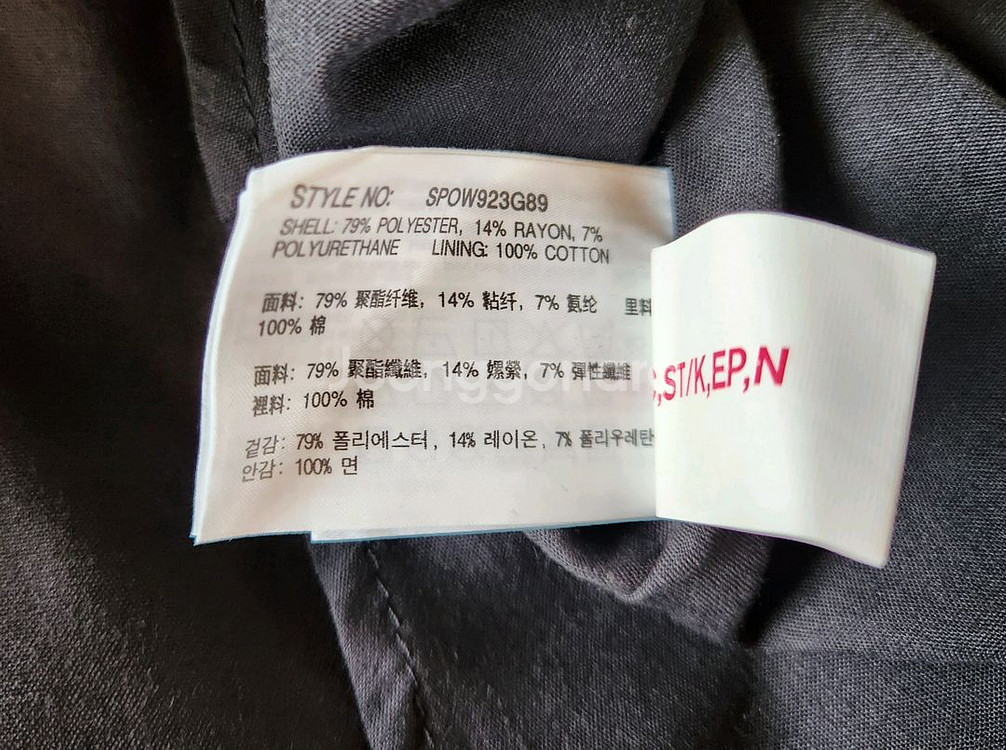 STYLE NO: SPOW923G89
SHELL: 79% POLYESTER, 14% RAYON, 7%
POLYURETHANE LINING: 100% COTTON
面料: 79% 聚酯纤维, 14% 粘纤, 7% 氨纶 里料
100% 棉
面料: 79% 聚酯纖維, 14% 嫘縈, 7% 彈性纖維
裡料: 100% 棉
겉감: 79% 폴리에스터, 14% 레이온, 7% 폴리우레탄
안감: 100% 면
,ST/K,EP,N